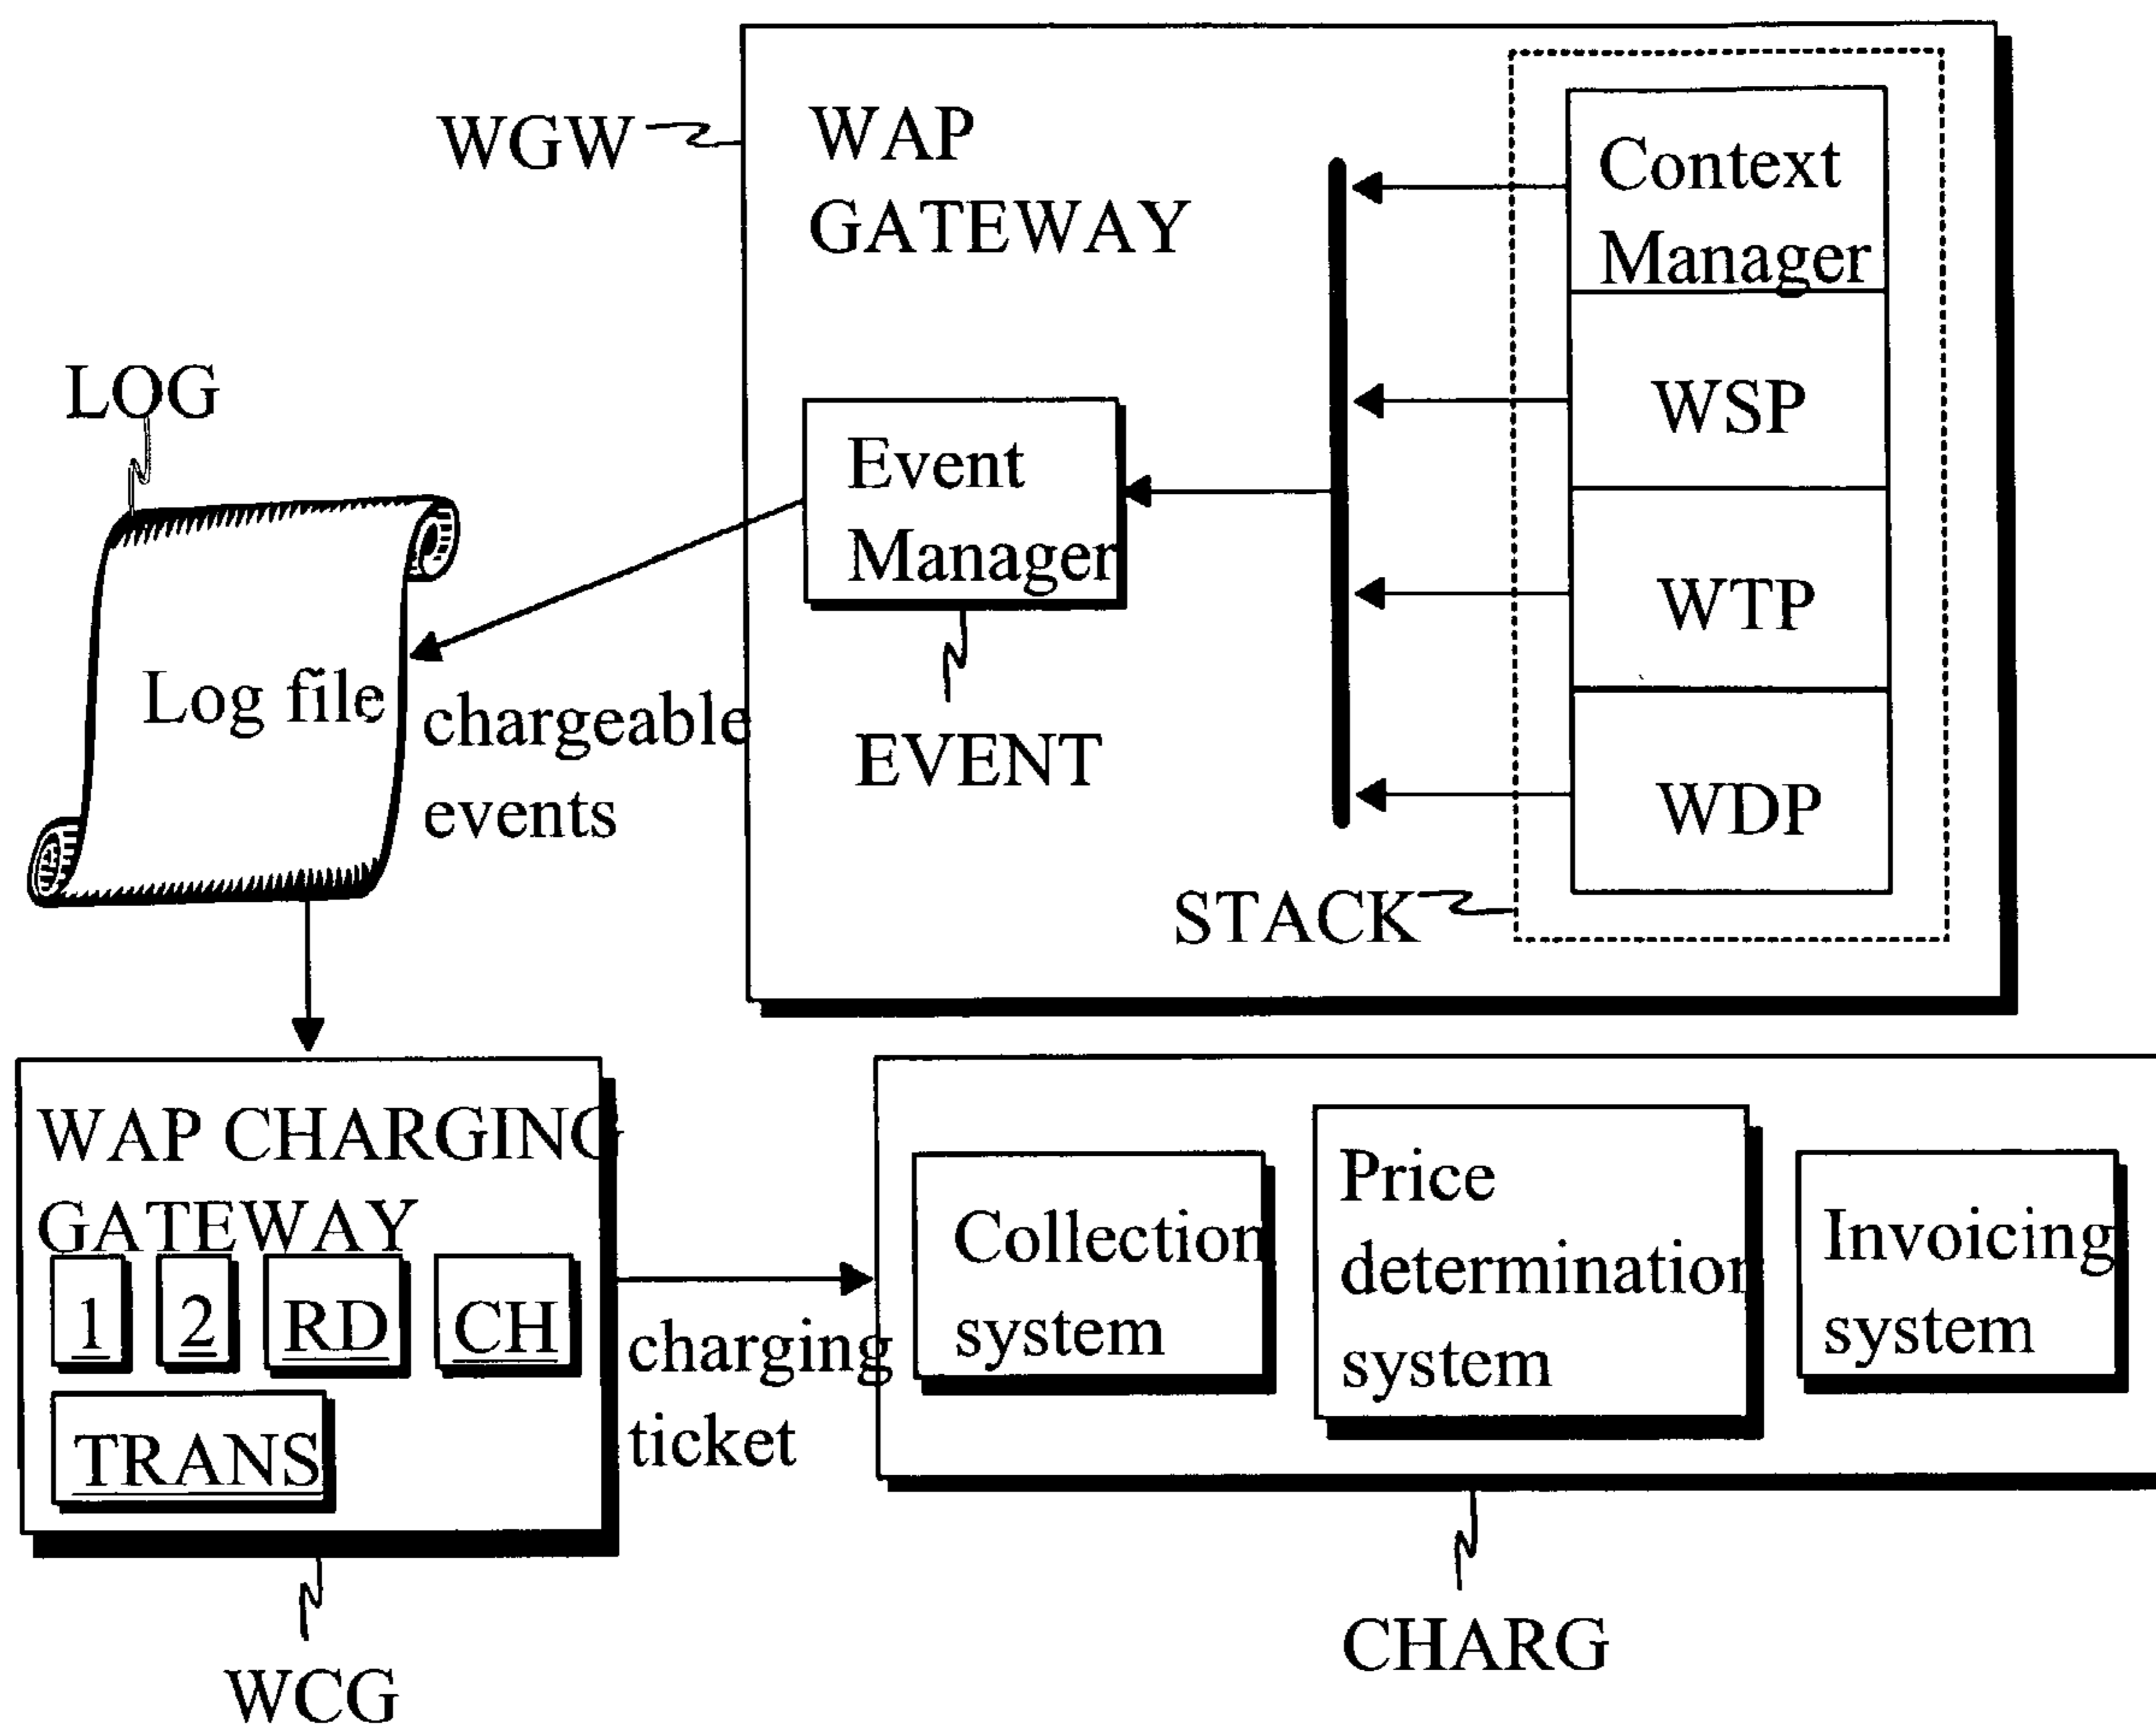 WGW
WAP
GATEWAY
Context
Manager
WSP
WTP
WDP
STACK
Event
Manager
EVENT
LOG
Log file
chargeable
events
WAP CHARGING
GATEWAY
1 2 RD CH
TRANS
WCG
charging
ticket
Collection
system
Price
determination
system
Invoicing
system
CHARG